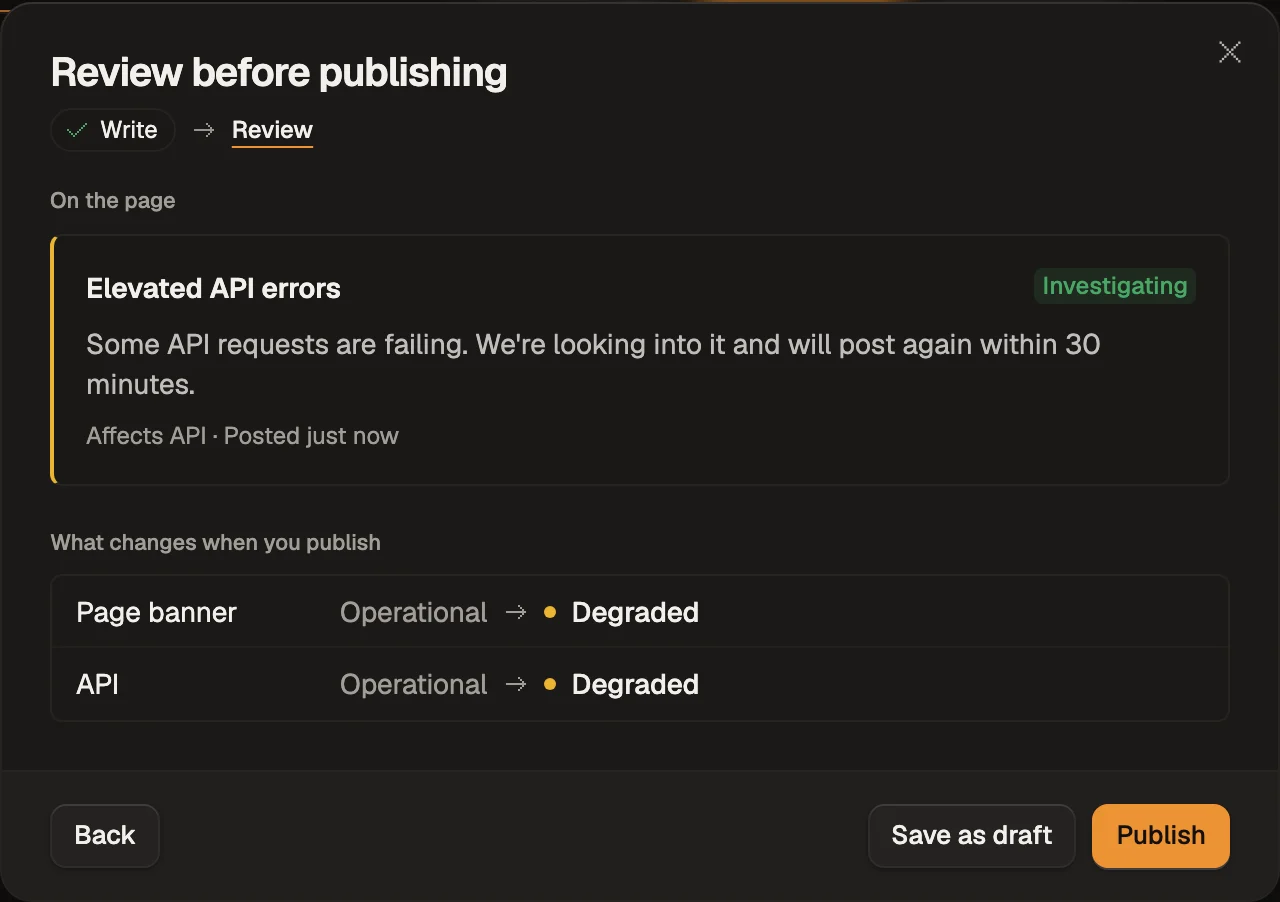 Review before publishing
Write → Review
On the page
Elevated API errors
Investigating
Some API requests are failing. We're looking into it and will post again within 30
minutes.
Affects API · Posted just now
What changes when you publish
Page banner Operational → Degraded
API Operational → Degraded
Back
Save as draft
Publish